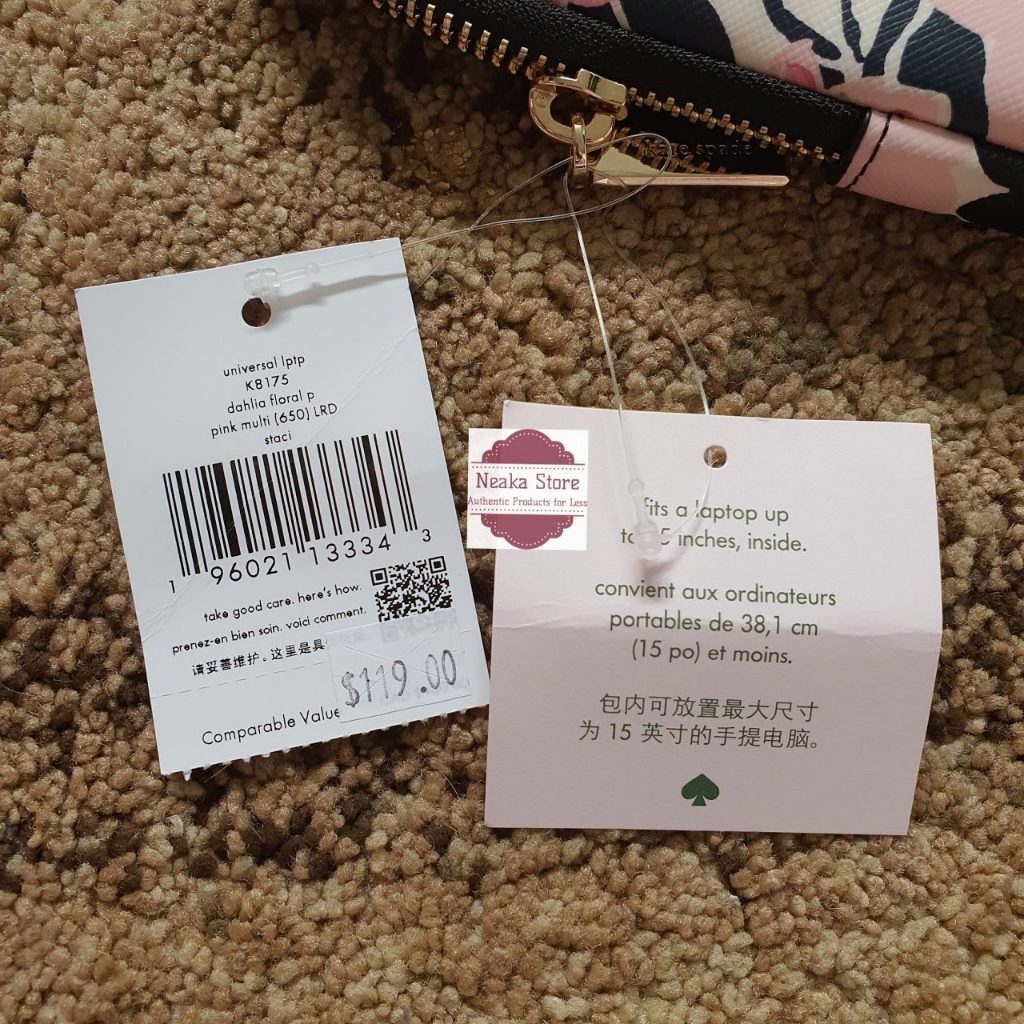 kate spade
universal lptp
K8175
dahlia floral p
pink multi (650) LRD
staci
1 96021 13334 3
take good care. here's how.
prenez-en bien soin. voici comment.
请妥善维护。这里是具
$119.00
Comparable Value
Neaka Store
Authentic Products for Less
fits a laptop up
inches, inside.
convient aux ordinateurs
portables de 38,1 cm
(15 po) et moins.
包内可放置最大尺寸
为 15 英寸的手提电脑。